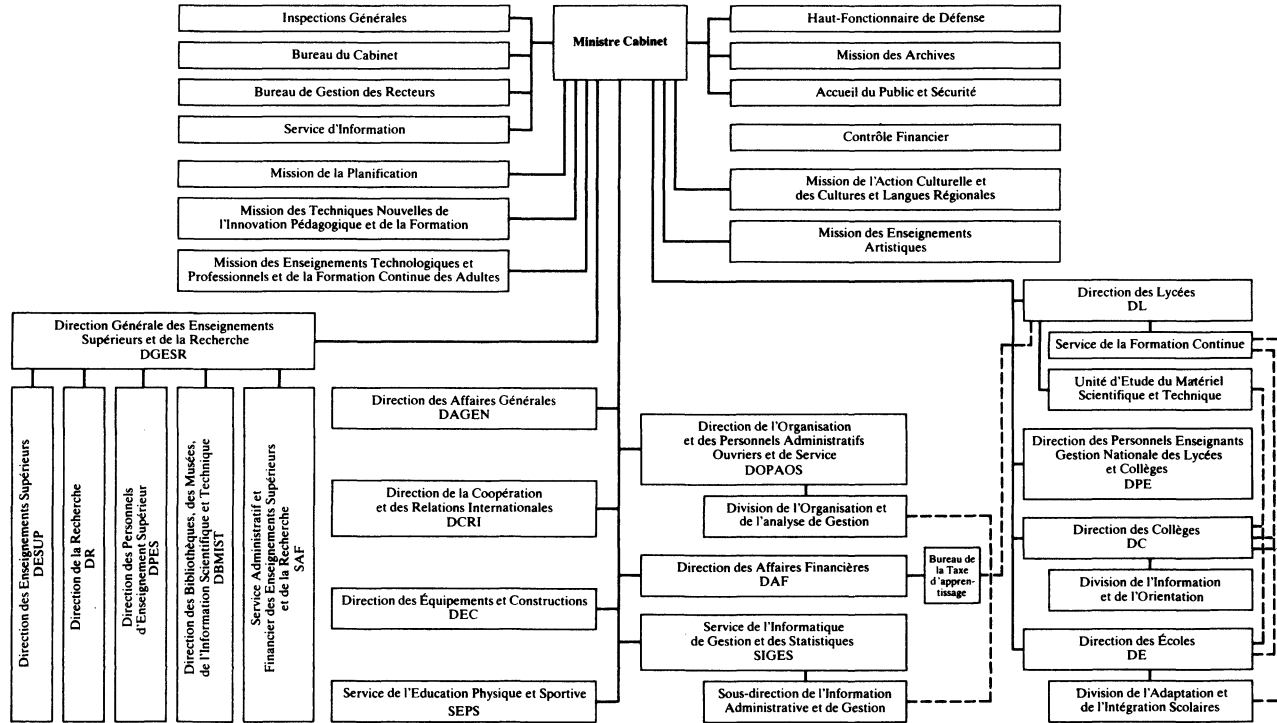 Inspections Générales
Bureau du Cabinet
Bureau de Gestion des Recteurs
Service d'Information
Mission de la Planification
Mission des Techniques Nouvelles de
l'Innovation Pédagogique et de la Formation
Mission des Enseignements Technologiques et
Professionnels et de la Formation Continue des Adultes
Ministre Cabinet
Haut-Fonctionnaire de Défense
Mission des Archives
Accueil du Public et Sécurité
Contrôle Financier
Mission de l'Action Culturelle et
des Cultures et Langues Régionales
Mission des Enseignements
Artistiques
Direction Générale des Enseignements
Supérieurs et de la Recherche
DGESR
Direction des Enseignements Supérieurs
DESUP
Direction de la Recherche
DR
Direction des Personnels
d'Enseignement Supérieur
DPES
Direction des Bibliothèques, des Musées,
de l'Information Scientifique et Technique
DBMIST
Service Administratif et
Financier des Enseignements Supérieurs
et de la Recherche
SAF
Direction des Affaires Générales
DAGEN
Direction de la Coopération
et des Relations Internationales
DCRI
Direction des Équipements et Constructions
DEC
Service de l'Education Physique et Sportive
SEPS
Direction de l'Organisation
et des Personnels Administratifs
Ouvriers et de Service
DOPAOS
Division de l'Organisation et
de l'analyse de Gestion
Direction des Affaires Financières
DAF
Bureau de
la Taxe
d'appren-
tissage
Service de l'Informatique
de Gestion et des Statistiques
SIGES
Sous-direction de l'Information
Administrative et de Gestion
Direction des Lycées
DL
Service de la Formation Continue
Unité d'Etude du Matériel
Scientifique et Technique
Direction des Personnels Enseignants
Gestion Nationale des Lycées
et Collèges
DPE
Direction des Collèges
DC
Division de l'Information
et de l'Orientation
Direction des Écoles
DE
Division de l'Adaptation et
de l'Intégration Scolaires